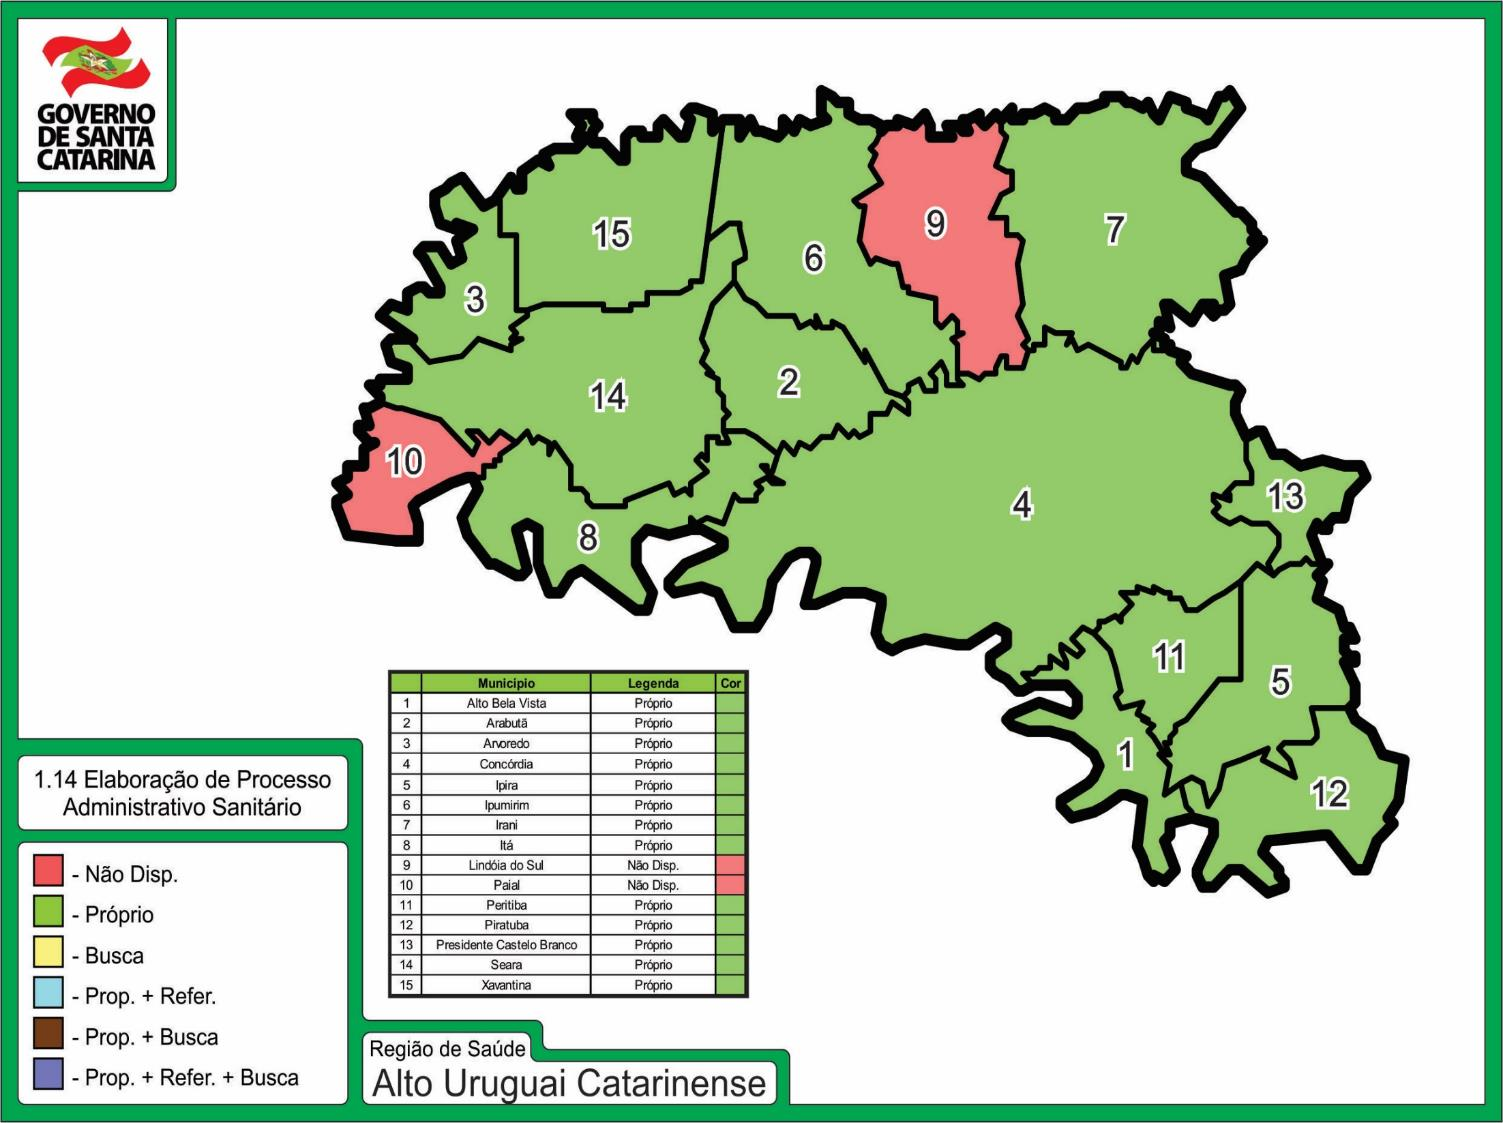 GOVERNO
DE SANTA
CATARINA
15
6
9
7
3
14
2
10
8
4
13
11
5
1
12
Municipio Legenda Cor
1 Alto Bela Vista Próprio
2 Arabutã Próprio
3 Arvoredo Próprio
4 Concórdia Próprio
5 Ipira Próprio
6 Ipumirim Próprio
7 Irani Próprio
8 Itá Próprio
9 Lindóia do Sul Não Disp.
10 Paial Não Disp.
11 Peritiba Próprio
12 Piratuba Próprio
13 Presidente Castelo Branco Próprio
14 Seara Próprio
15 Xavantina Próprio
1.14 Elaboração de Processo
Administrativo Sanitário
- Não Disp.
- Próprio
- Busca
- Prop. + Refer.
- Prop. + Busca
- Prop. + Refer. + Busca
Região de Saúde
Alto Uruguai Catarinense